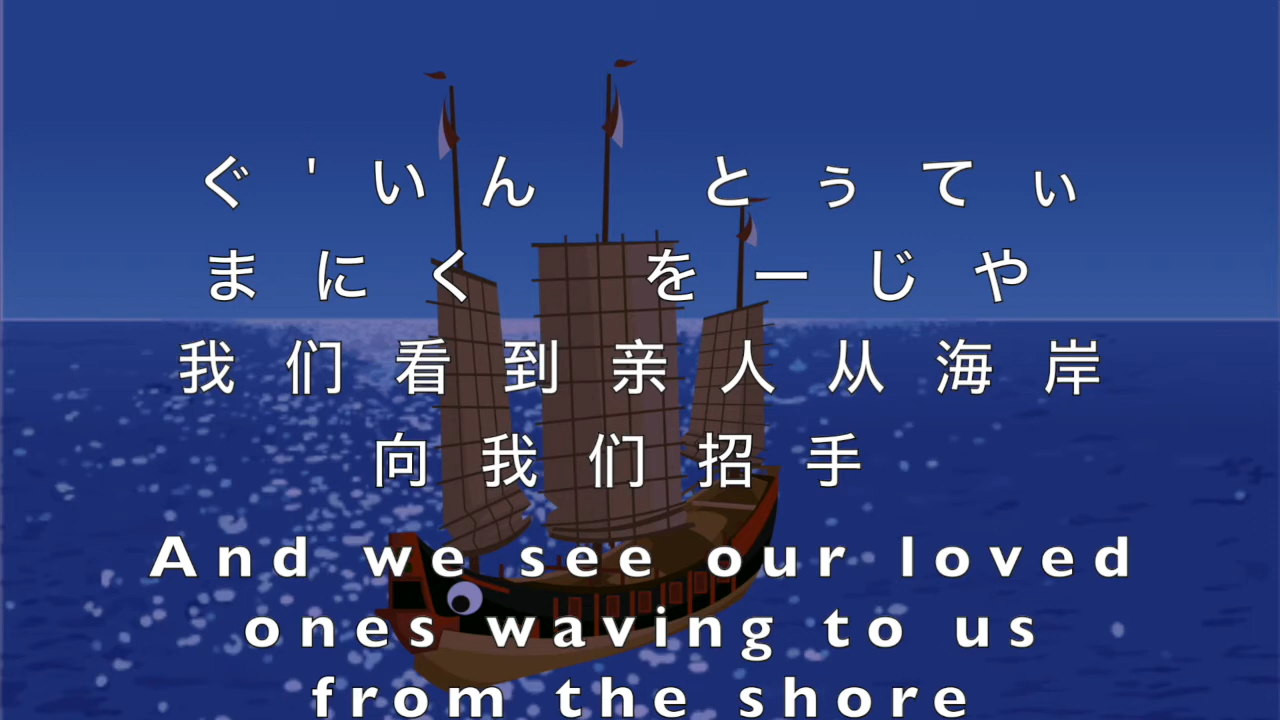 ぐ'いん とぅてぃ
まにく をーじや
我们看到亲人从海岸
向我们招手
And we see our loved
ones waving to us
from the shore